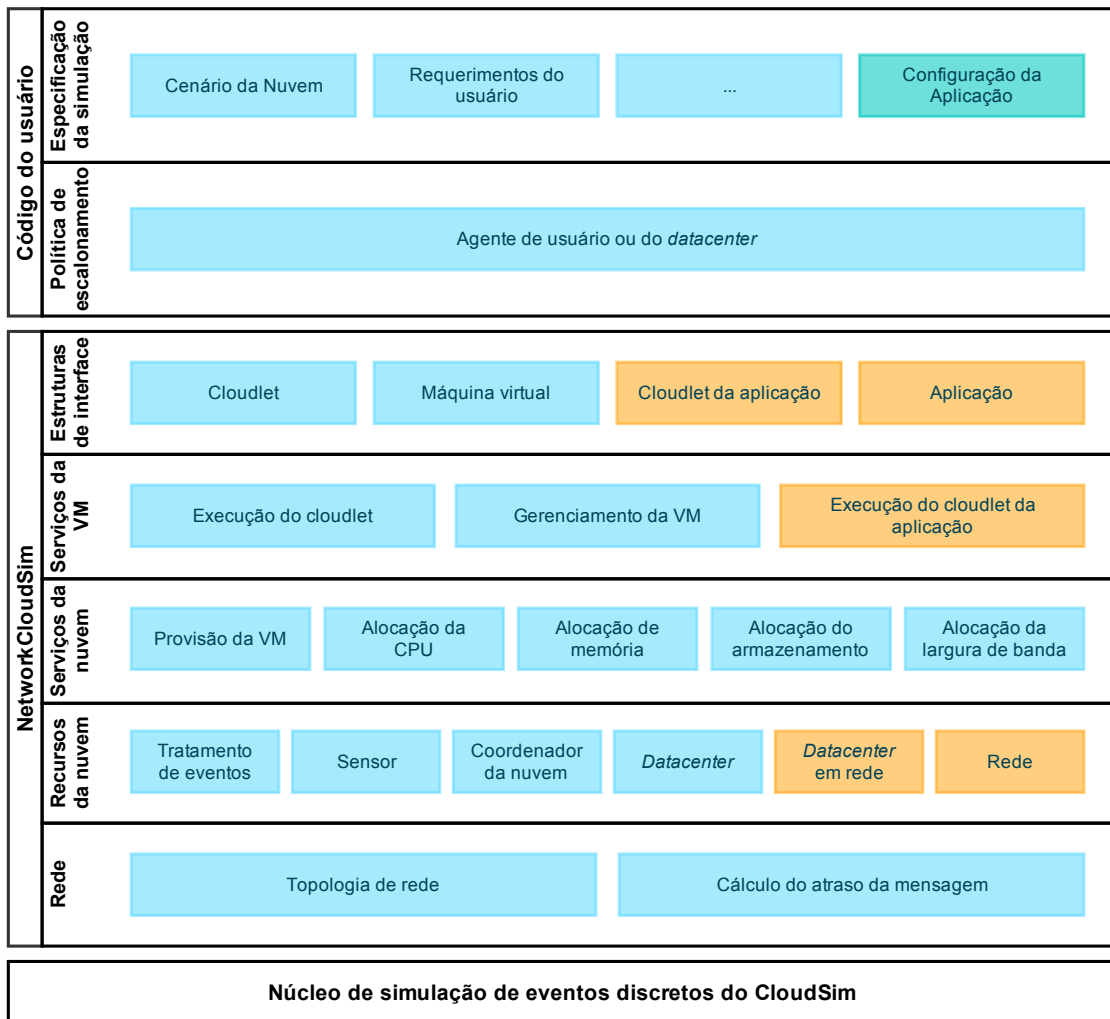 Código do usuário
Especificação
da simulação
Cenário da Nuvem
Requerimentos do
usuário
...
Configuração da
Aplicação
Política de
escalonamento
Agente de usuário ou do datacenter
NetworkCloudSim
Estruturas
de interface
Cloudlet
Máquina virtual
Cloudlet da aplicação
Aplicação
Serviços da
VM
Execução do cloudlet
Gerenciamento da VM
Execução do cloudlet da
aplicação
Serviços da
nuvem
Provisão da VM
Alocação da
CPU
Alocação de
memória
Alocação do
armazenamento
Alocação da
largura de banda
Recursos
da nuvem
Tratamento
de eventos
Sensor
Coordenador
da nuvem
Datacenter
Datacenter
em rede
Rede
Rede
Topologia de rede
Cálculo do atraso da mensagem
Núcleo de simulação de eventos discretos do CloudSim